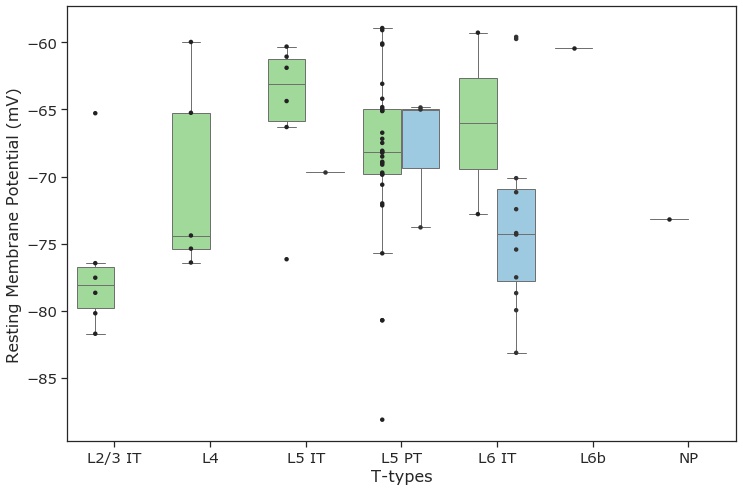 Resting Membrane Potential (mV)
−60
−65
−70
−75
−80
−85
L2/3 IT
L4
L5 IT
L5 PT
L6 IT
L6b
NP
T-types